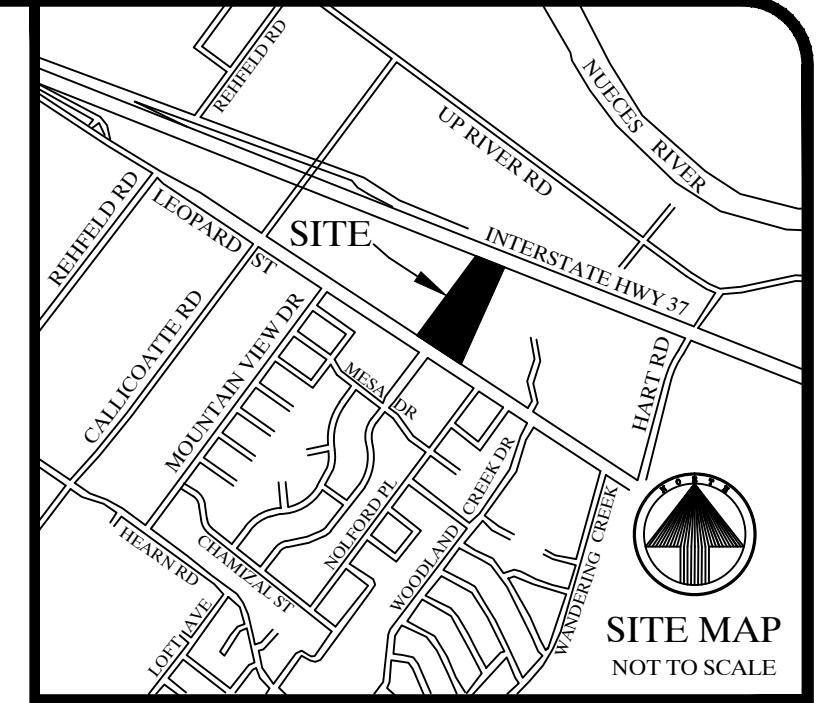 REHFELD RD
NUECES RIVER
UP RIVER RD
REHFELD RD
LEOPARD ST
SITE
INTERSTATE HWY 37
CALLICOATTE RD
MOUNTAIN VIEW DR
MESA DR
HART RD
NORTH
HEARN RD
CHAMIZAL ST
NOLFORD PL
WOODLAND CREEK DR
WANDERING CREEK
LOFT AVE
SITE MAP
NOT TO SCALE